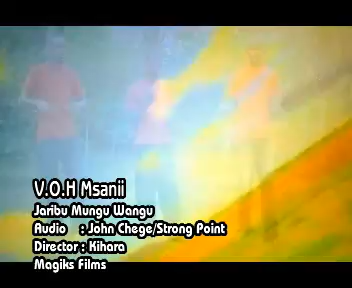 V.O.H Msanii
Jaribu Mungu Wangu
Audio : John Chege/Strong Point
Director : Kihara
Magiks Films